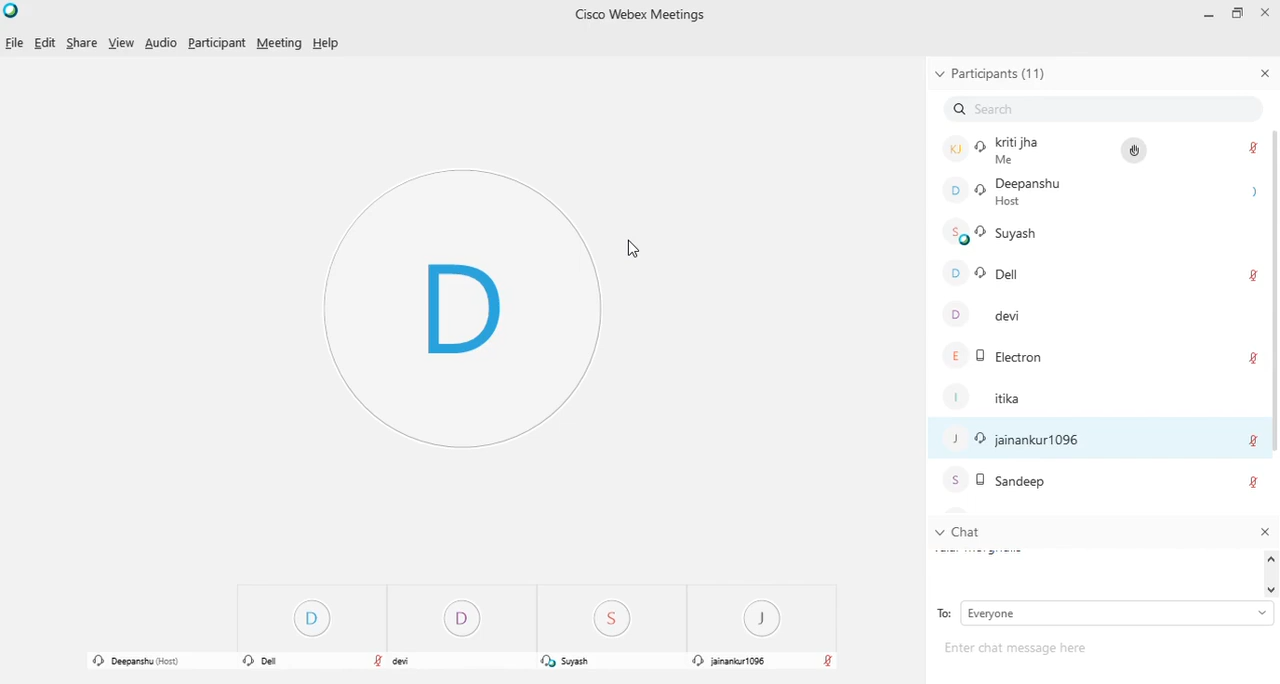 Cisco Webex Meetings
File Edit Share View Audio Participant Meeting Help
D
Participants (11)
Search
KJ kriti jha
Me
D Deepanshu
Host
S Suyash
D Dell
D devi
E Electron
I itika
J jainankur1096
S Sandeep
Chat
To: Everyone
Enter chat message here
D D S J
Deepanshu (Host) Dell devi Suyash jainankur1096